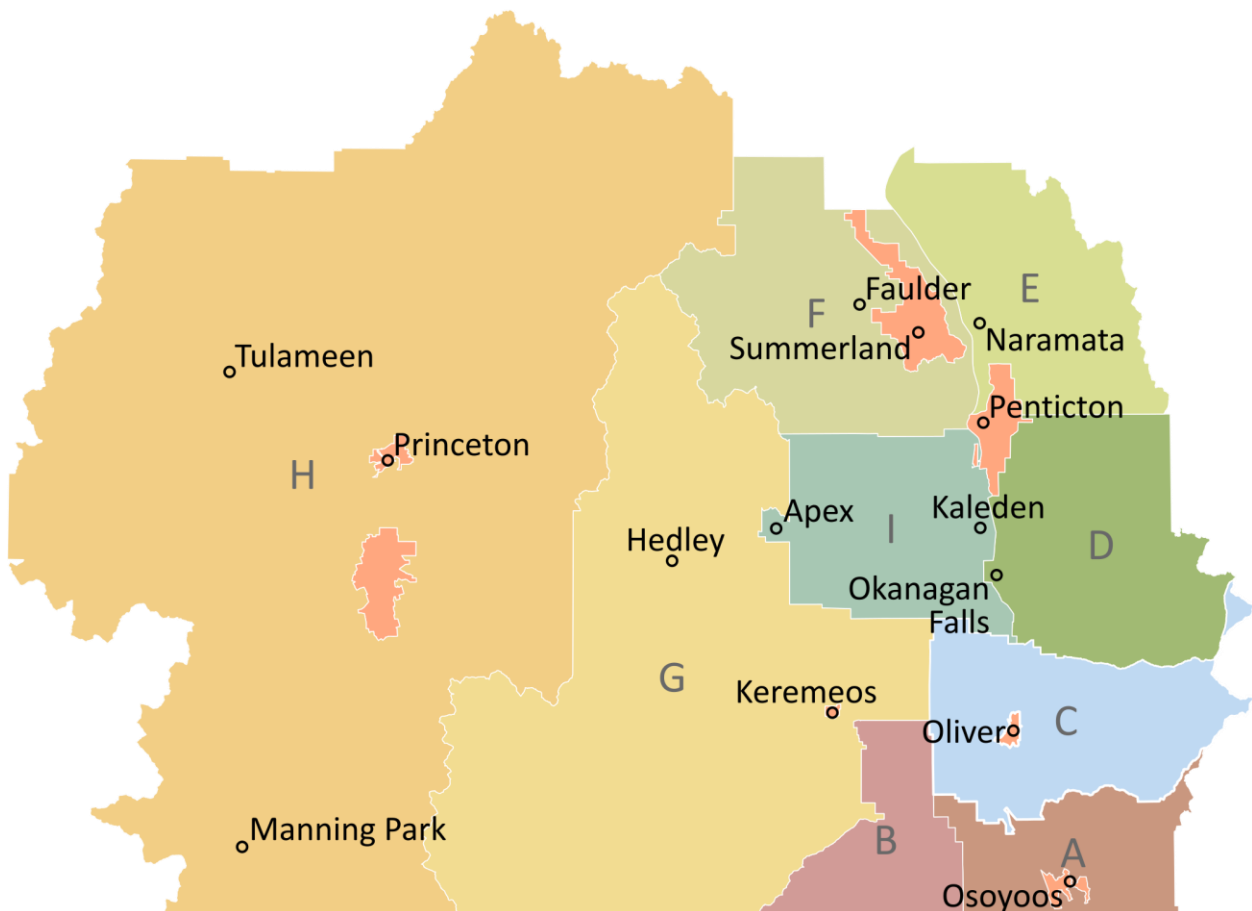 Faulder
E
F
Summerland
Naramata
Tulameen
Penticton
Princeton
H
Apex
Kaleden
I
D
Hedley
Okanagan
Falls
G
Keremeos
Oliver
C
Manning Park
B
A
Osoyoos